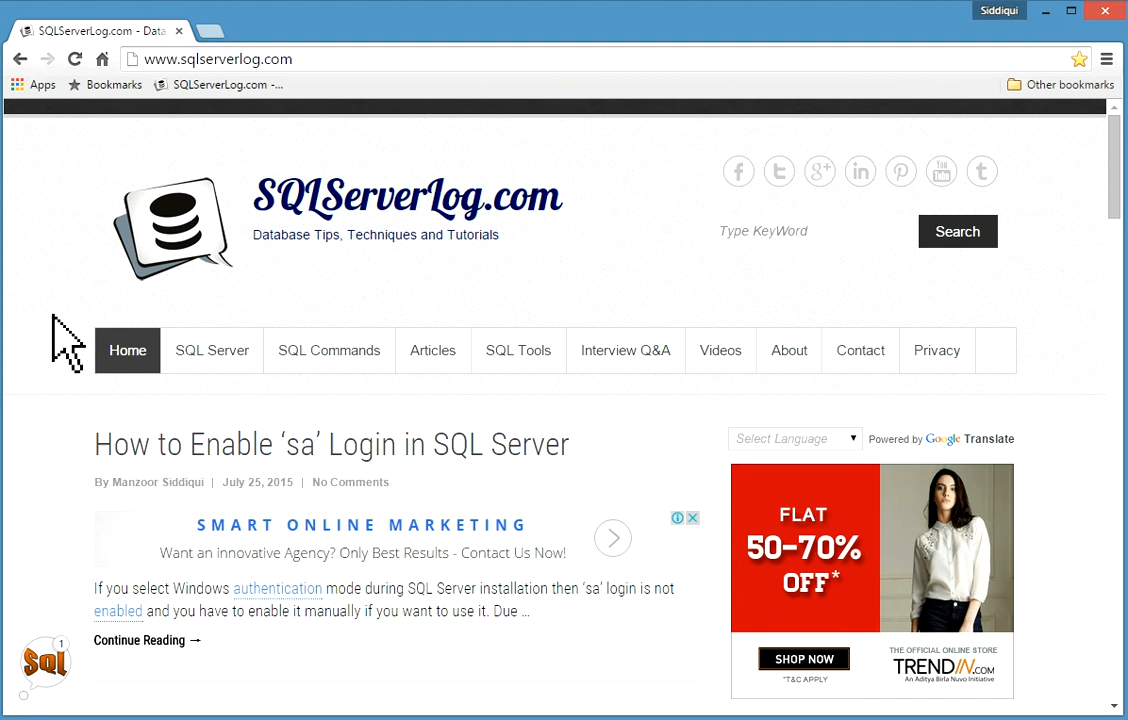 Siddiqui
SQLServerLog.com - Data
www.sqlserverlog.com
Apps Bookmarks SQLServerLog.com -... Other bookmarks
SQLServerLog.com
Database Tips, Techniques and Tutorials
f t g+ in p You Tube t
Type KeyWord Search
Home SQL Server SQL Commands Articles SQL Tools Interview Q&A Videos About Contact Privacy
How to Enable ‘sa’ Login in SQL Server
By Manzoor Siddiqui | July 25, 2015 | No Comments
Select Language Powered by Google Translate
SMART ONLINE MARKETING
Want an innovative Agency? Only Best Results - Contact Us Now!
If you select Windows authentication mode during SQL Server installation then ‘sa’ login is not
enabled and you have to enable it manually if you want to use it. Due ...
Continue Reading →
FLAT
50-70%
OFF*
SHOP NOW
*T&C APPLY
THE OFFICIAL ONLINE STORE
TRENDIN.COM
An Aditya Birla Nuvo Initiative
Sql 1